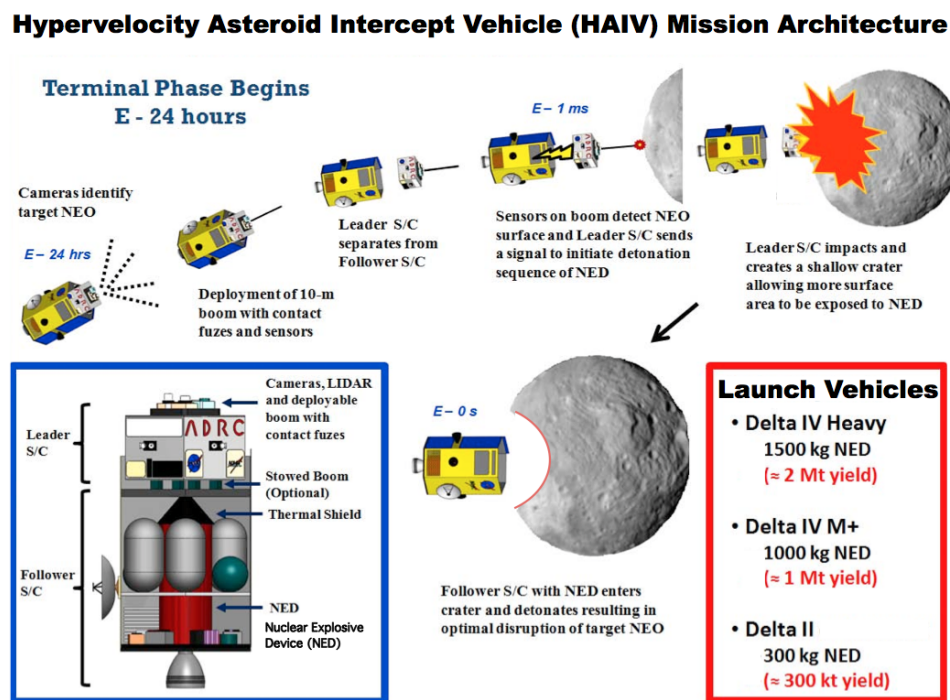 Hypervelocity Asteroid Intercept Vehicle (HAIV) Mission Architecture
Terminal Phase Begins
E - 24 hours
Cameras identify
target NEO
E – 24 hrs
Deployment of 10-m
boom with contact
fuzes and sensors
Leader S/C
separates from
Follower S/C
E – 1 ms
Sensors on boom detect NEO
surface and Leader S/C sends
a signal to initiate detonation
sequence of NED
Leader S/C impacts and
creates a shallow crater
allowing more surface
area to be exposed to NED
E – 0 s
Follower S/C with NED enters
crater and detonates resulting in
optimal disruption of target NEO
Cameras, LIDAR
and deployable
boom with
contact fuzes
Leader
S/C
ADRC
Stowed Boom
(Optional)
Thermal Shield
Follower
S/C
NED
Nuclear Explosive
Device (NED)
Launch Vehicles
• Delta IV Heavy
1500 kg NED
(≈ 2 Mt yield)
• Delta IV M+
1000 kg NED
(≈ 1 Mt yield)
• Delta II
300 kg NED
(≈ 300 kt yield)